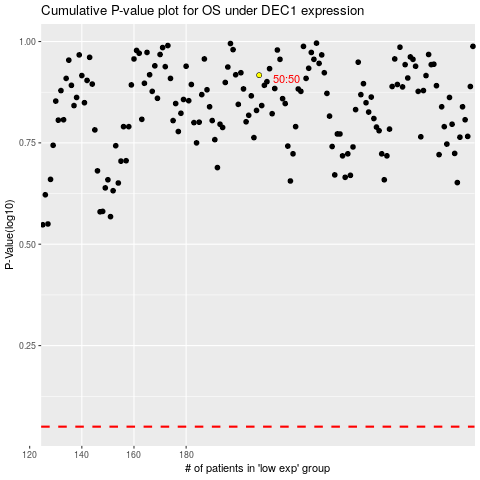 Cumulative P-value plot for OS under DEC1 expression
1.00
50:50
0.75
P-Value(log10)
0.50
0.25
120 140 160 180
# of patients in 'low exp' group